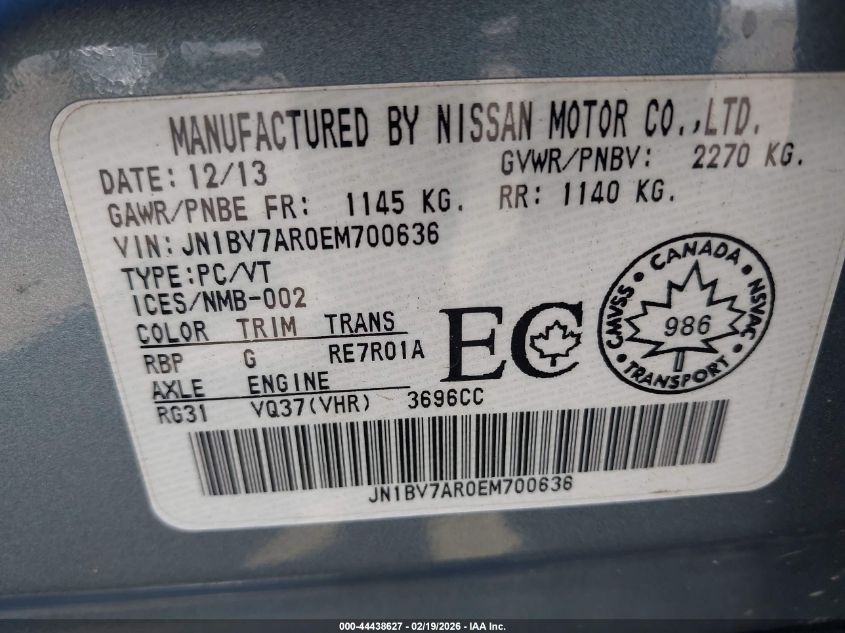 MANUFACTURED BY NISSAN MOTOR CO.,LTD.
DATE: 12/13 GVWR/PNBV: 2270 KG.
GAWR/PNBE FR: 1145 KG. RR: 1140 KG.
VIN: JN1BV7AR0EM700636
TYPE:PC/VT
ICES/NMB-002
COLOR TRIM TRANS
RBP G RE7R01A
AXLE ENGINE
RG31 VQ37(VHR) 3696CC
EC
CANADA
CMVSS 986 NSVAC
TRANSPORT
JN1BV7AR0EM700636
000-44438627 - 02/19/2026 - IAA Inc.